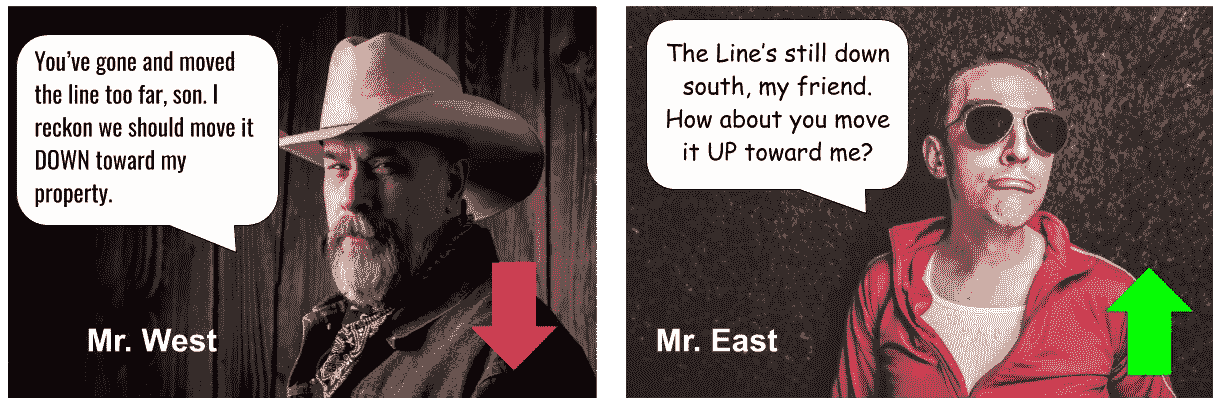 You've gone and moved
the line too far, son. I
reckon we should move it
DOWN toward my
property.
Mr. West
The Line's still down
south, my friend.
How about you move
it UP toward me?
Mr. East